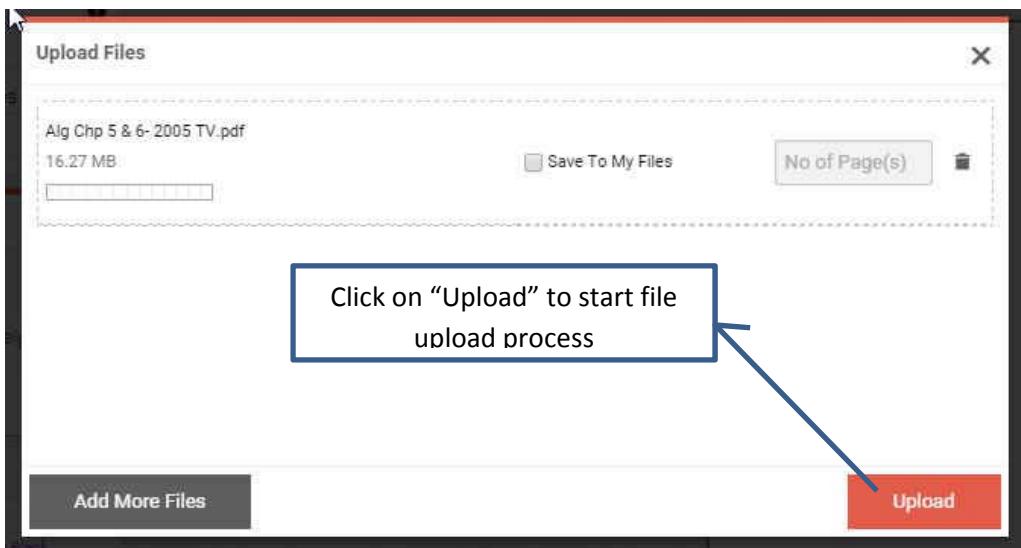 Upload Files
Alg Chp 5 & 6- 2005 TV.pdf
16.27 MB
Save To My Files
No of Page(s)
Click on “Upload” to start file
upload process
Add More Files
Upload